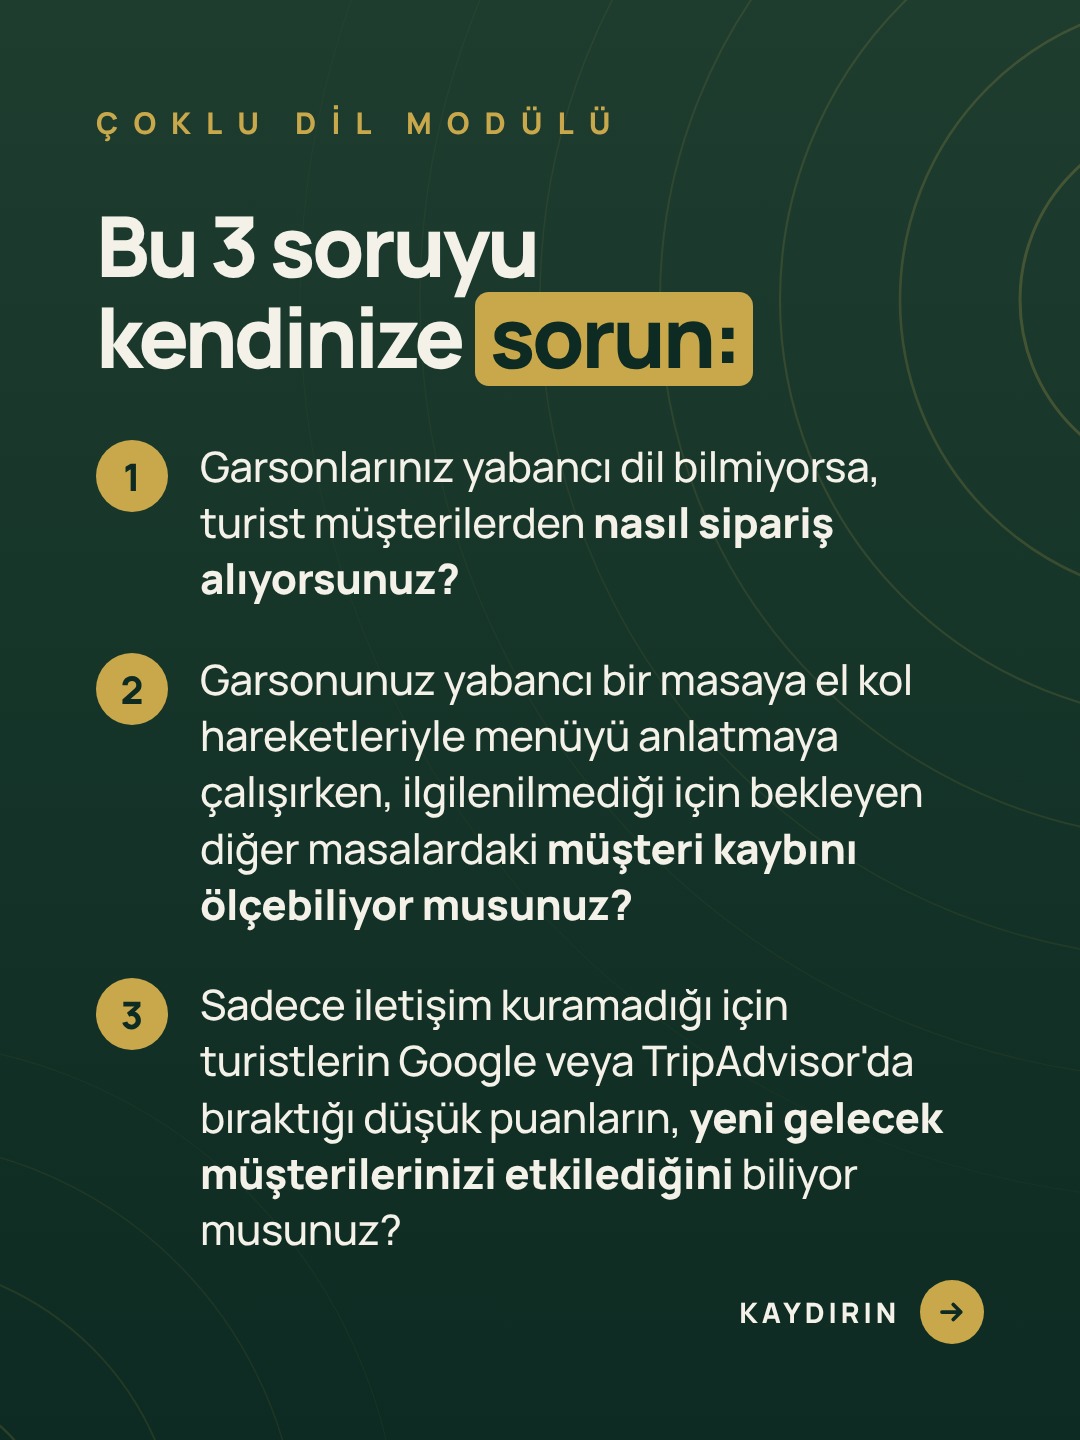 ÇOKLU DİL MODÜLÜ
Bu 3 soruyu
kendinize sorun:
1
Garsonlarınız yabancı dil bilmiyorsa,
turist müşterilerden nasıl sipariş
alıyorsunuz?
2
Garsonunuz yabancı bir masaya el kol
hareketleriyle menüyü anlatmaya
çalışırken, ilgilenilmediği için bekleyen
diğer masalardaki müşteri kaybını
ölçebiliyor musunuz?
3
Sadece iletişim kuramadığı için
turistlerin Google veya TripAdvisor'da
bıraktığı düşük puanların, yeni gelecek
müşterilerinizi etkilediğini biliyor
musunuz?
KAYDIRIN →